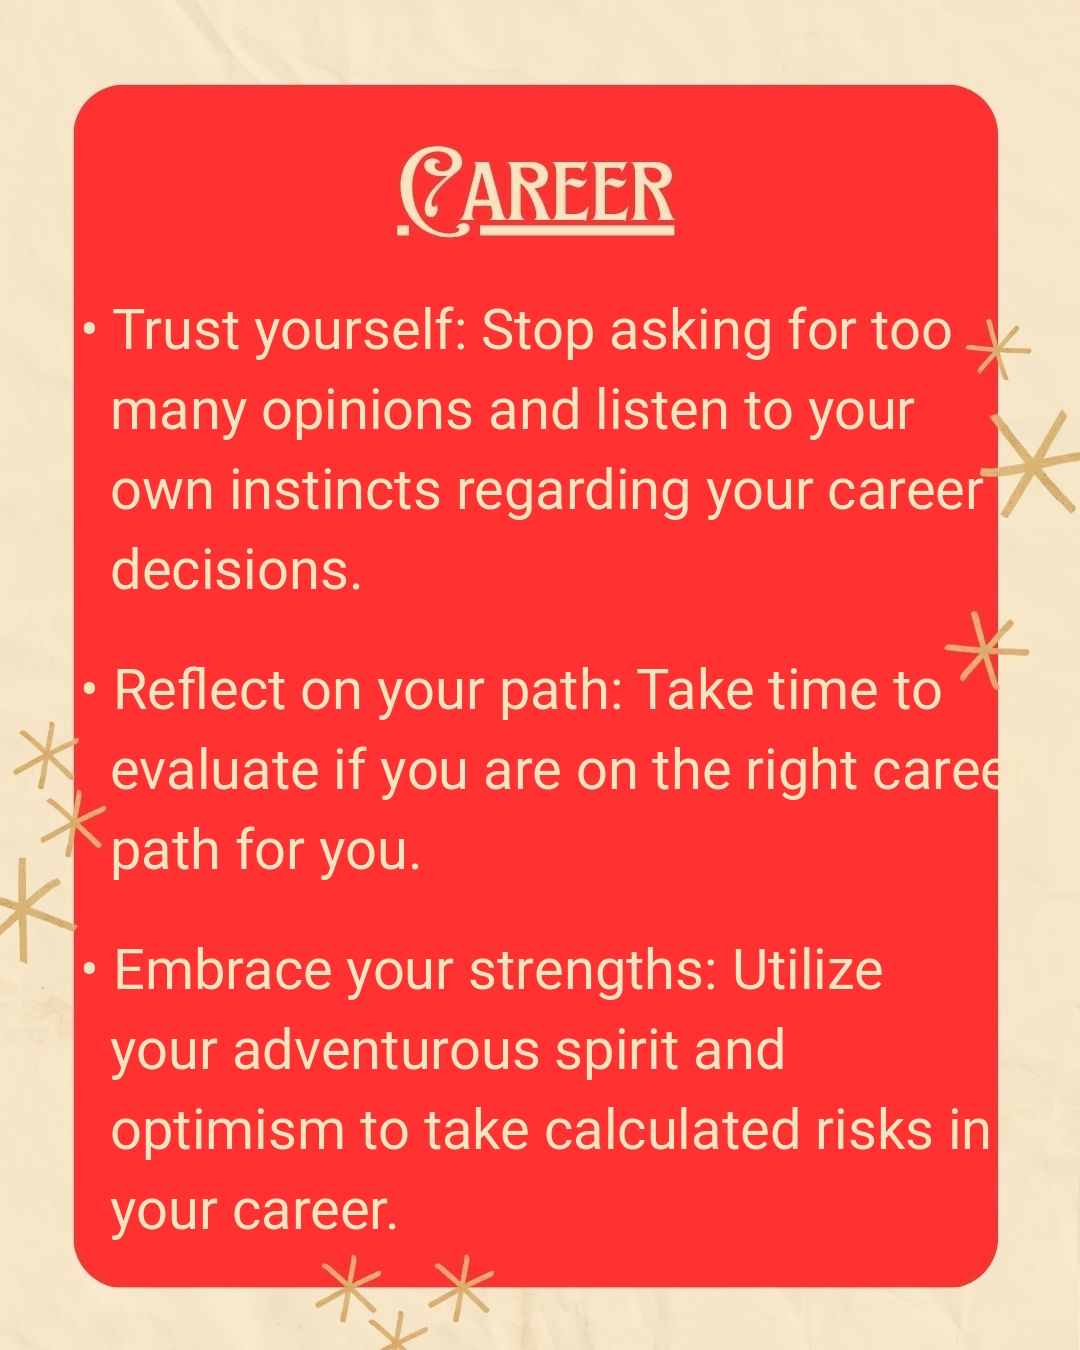 Career
• Trust yourself: Stop asking for too
many opinions and listen to your
own instincts regarding your career
decisions.
• Reflect on your path: Take time to
evaluate if you are on the right career
path for you.
• Embrace your strengths: Utilize
your adventurous spirit and
optimism to take calculated risks in
your career.